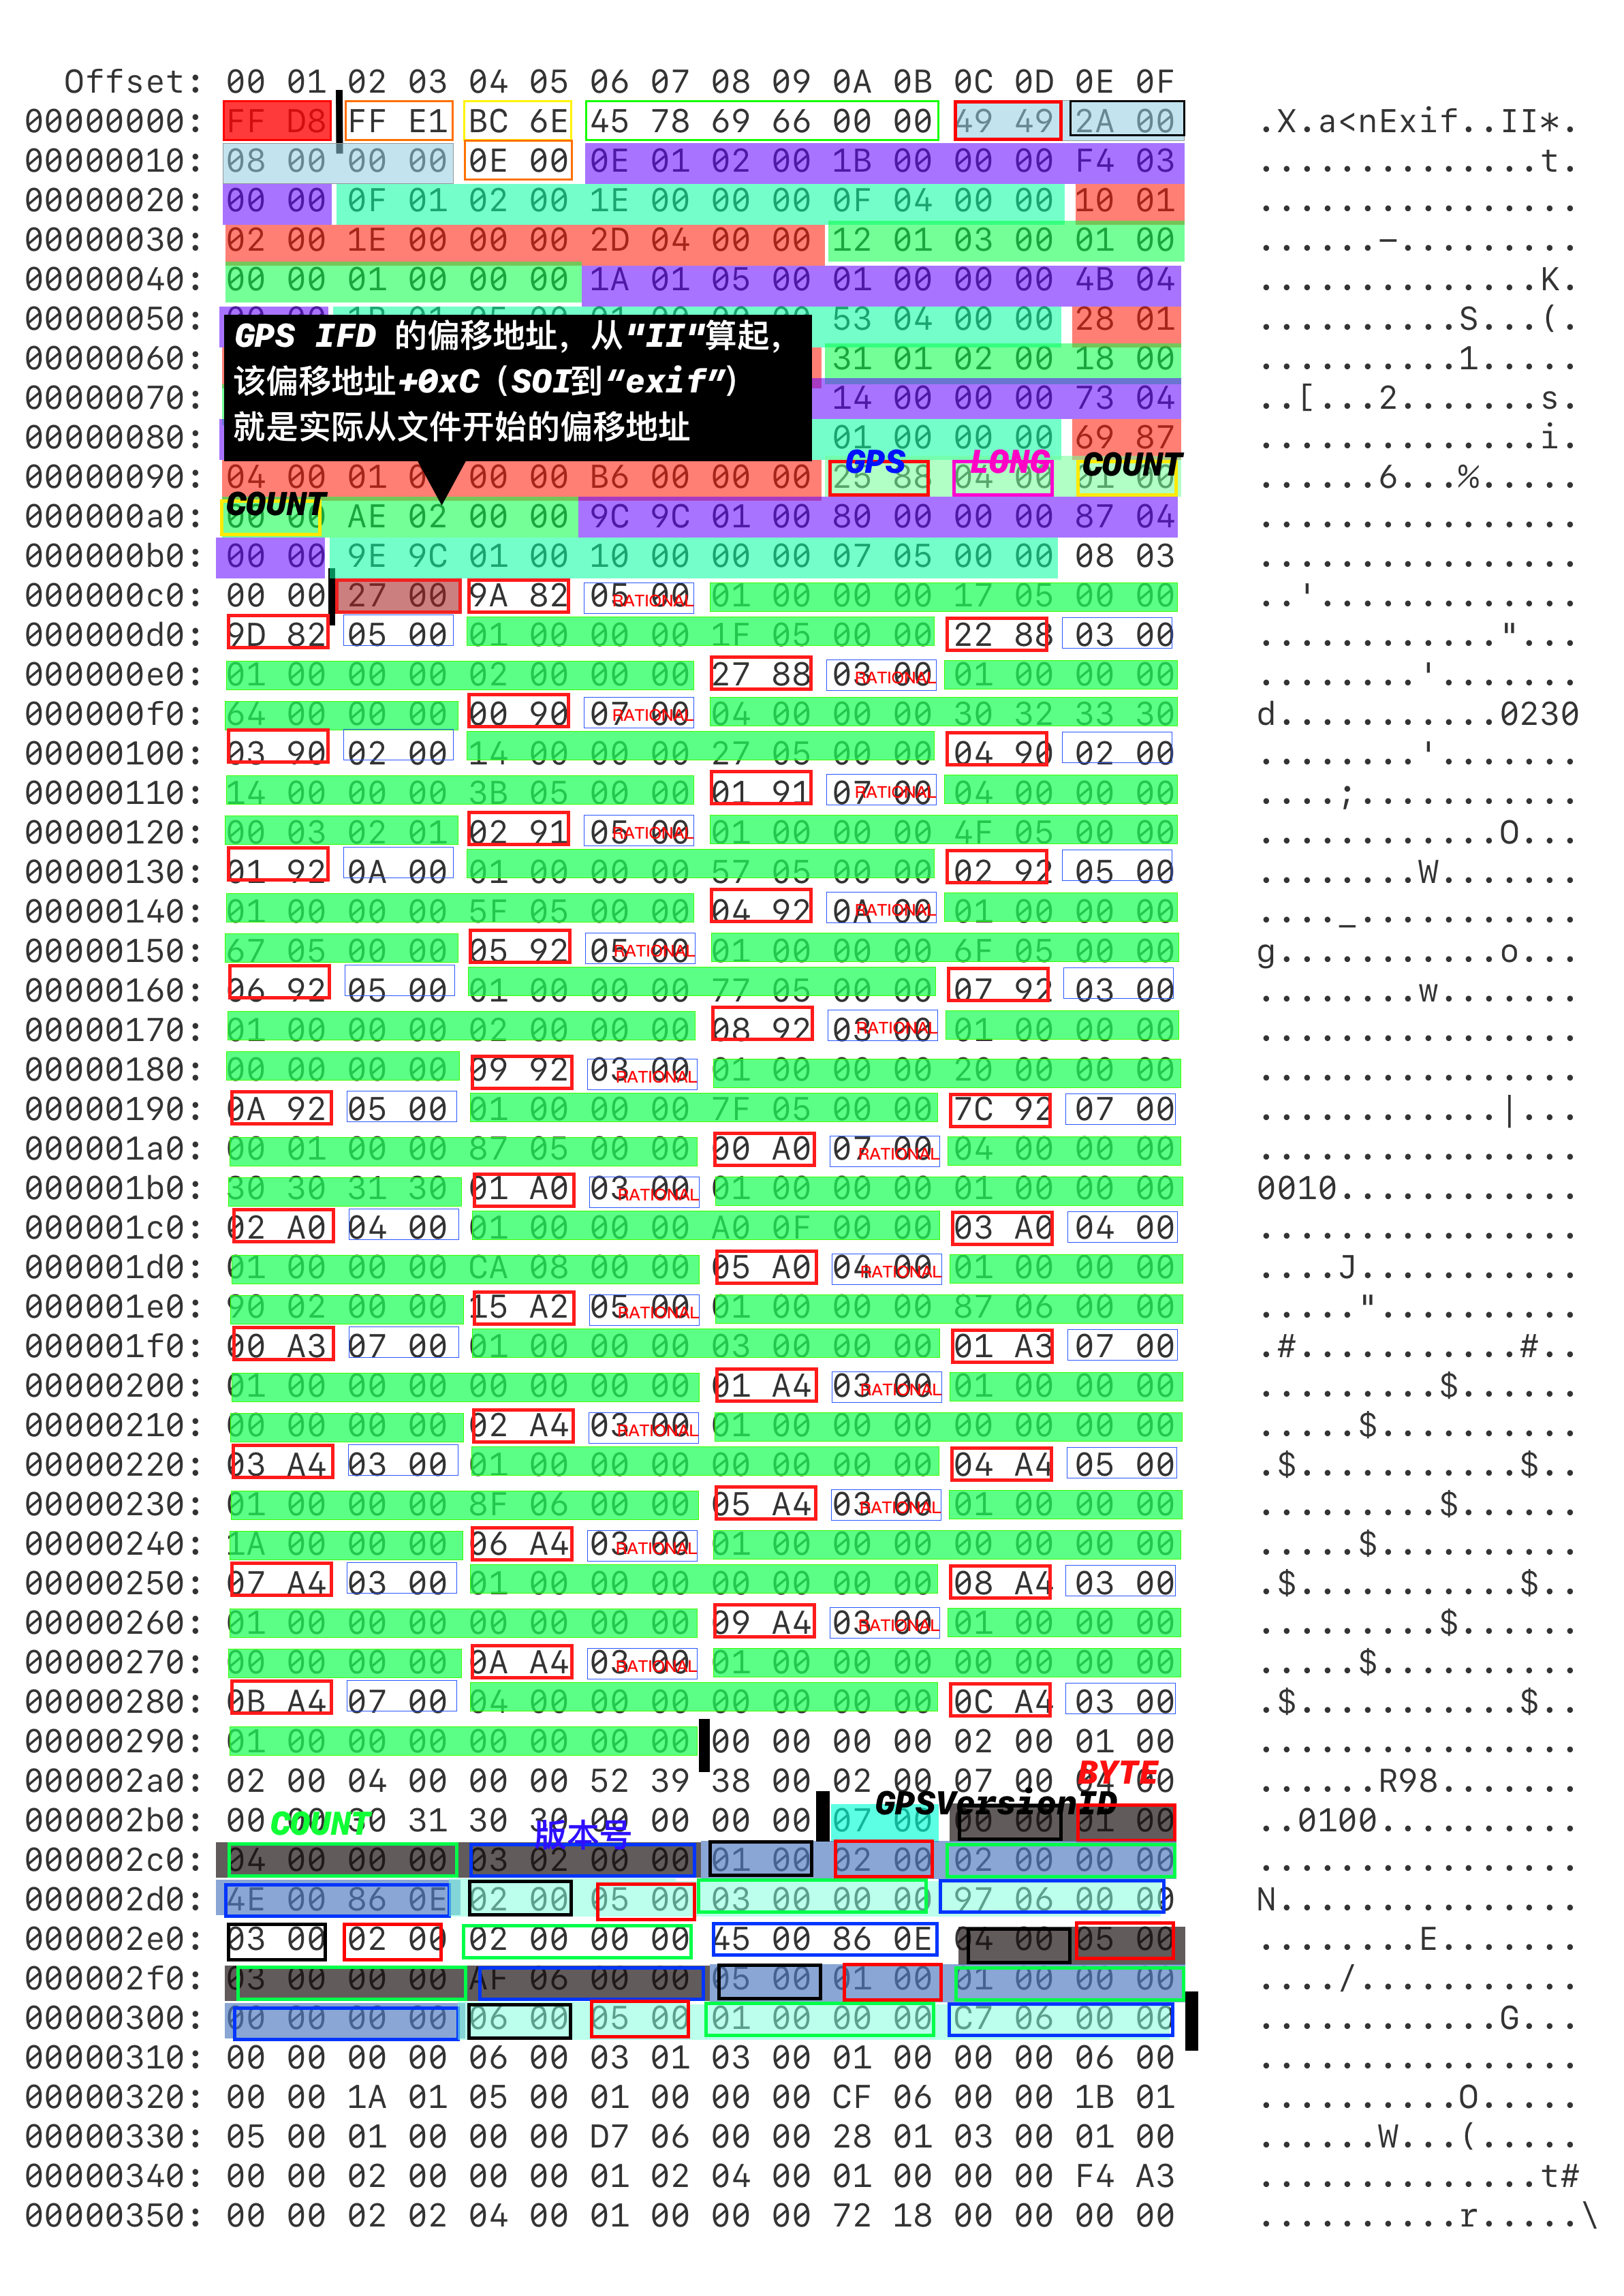 Offset: 00 01 02 03 04 05 06 07 08 09 0A 0B 0C 0D 0E 0F
00000000: FF D8 FF E1 BC 6E 45 78 69 66 00 00 49 49 2A 00 .X.a<nExif..II*.
00000010: 08 00 00 00 0E 00 0E 01 02 00 1B 00 00 00 F4 03 ..............t.
00000020: 00 00 0F 01 02 00 1E 00 00 00 0F 04 00 00 10 01 ................
00000030: 02 00 1E 00 00 00 2D 04 00 00 12 01 03 00 01 00 ......-.........
00000040: 00 00 01 00 00 00 1A 01 05 00 01 00 00 00 4B 04 ..............K.
00000050: 53 04 00 00 28 01 ..........S...(.
GPS IFD 的偏移地址，从"II"算起，
00000060: 31 01 02 00 18 00 ..........1.....
该偏移地址+0xC（SOI到“exif”）
00000070: 14 00 00 00 73 04 ..[...2.......s.
就是实际从文件开始的偏移地址
00000080: 01 00 00 00 69 87 ..............i.
GPS LONG COUNT
00000090: 04 00 01 00 00 00 B6 00 00 00 25 88 04 00 01 00 ......6...%.....
COUNT
000000a0: 00 00 AE 02 00 00 9C 9C 01 00 80 00 00 00 87 04 ................
000000b0: 00 00 9E 9C 01 00 10 00 00 00 07 05 00 00 08 03 ................
000000c0: 00 00 27 00 9A 82 05 00 RATIONAL 01 00 00 00 17 05 00 00 ..'.............
000000d0: 9D 82 05 00 01 00 00 00 1F 05 00 00 22 88 03 00 ............"...
000000e0: 01 00 00 00 02 00 00 00 27 88 03 00 RATIONAL 01 00 00 00 ........'.......
000000f0: 64 00 00 00 00 90 07 00 RATIONAL 04 00 00 00 30 32 33 30 d...........0230
00000100: 03 90 02 00 14 00 00 00 27 05 00 00 04 90 02 00 ........'.......
00000110: 14 00 00 00 3B 05 00 00 01 91 07 00 RATIONAL 04 00 00 00 ....;...........
00000120: 00 03 02 01 02 91 05 00 RATIONAL 01 00 00 00 4F 05 00 00 ............O...
00000130: 01 92 0A 00 01 00 00 00 57 05 00 00 02 92 05 00 ........W.......
00000140: 01 00 00 00 5F 05 00 00 04 92 0A 00 RATIONAL 01 00 00 00 ...._...........
00000150: 67 05 00 00 05 92 05 00 RATIONAL 01 00 00 00 6F 05 00 00 g...........o...
00000160: 06 92 05 00 01 00 00 00 77 05 00 00 07 92 03 00 ........w.......
00000170: 01 00 00 00 02 00 00 00 08 92 03 00 RATIONAL 01 00 00 00 ................
00000180: 00 00 00 00 09 92 03 00 RATIONAL 01 00 00 00 20 00 00 00 ................
00000190: 0A 92 05 00 01 00 00 00 7F 05 00 00 7C 92 07 00 ............|...
000001a0: 00 01 00 00 87 05 00 00 00 A0 07 00 RATIONAL 04 00 00 00 ................
000001b0: 30 30 31 30 01 A0 03 00 RATIONAL 01 00 00 00 01 00 00 00 0010............
000001c0: 02 A0 04 00 01 00 00 00 A0 0F 00 00 03 A0 04 00 ................
000001d0: 01 00 00 00 CA 08 00 00 05 A0 04 00 RATIONAL 01 00 00 00 ....J...........
000001e0: 90 02 00 00 15 A2 05 00 RATIONAL 01 00 00 00 87 06 00 00 ....."..........
000001f0: 00 A3 07 00 01 00 00 00 03 00 00 00 01 A3 07 00 .#...........#..
00000200: 01 00 00 00 00 00 00 00 01 A4 03 00 RATIONAL 01 00 00 00 .........$......
00000210: 00 00 00 00 02 A4 03 00 RATIONAL 01 00 00 00 00 00 00 00 .....$..........
00000220: 03 A4 03 00 01 00 00 00 00 00 00 00 04 A4 05 00 .$...........$..
00000230: 01 00 00 00 8F 06 00 00 05 A4 03 00 RATIONAL 01 00 00 00 .........$......
00000240: 1A 00 00 00 06 A4 03 00 RATIONAL 01 00 00 00 00 00 00 00 .....$..........
00000250: 07 A4 03 00 01 00 00 00 00 00 00 00 08 A4 03 00 .$...........$..
00000260: 01 00 00 00 00 00 00 00 09 A4 03 00 RATIONAL 01 00 00 00 .........$......
00000270: 00 00 00 00 0A A4 03 00 RATIONAL 01 00 00 00 00 00 00 00 .....$..........
00000280: 0B A4 07 00 04 00 00 00 00 00 00 00 0C A4 03 00 .$...........$..
00000290: 01 00 00 00 00 00 00 00 00 00 00 00 02 00 01 00 ................
BYTE
000002a0: 02 00 04 00 00 00 52 39 38 00 02 00 07 00 04 00 ......R98.......
COUNT 版本号 GPSVersionID
000002b0: 00 00 30 31 30 30 00 00 00 00 07 00 00 00 01 00 ..0100..........
000002c0: 04 00 00 00 03 02 00 00 01 00 02 00 02 00 00 00 ................
000002d0: 4E 00 86 0E 02 00 05 00 03 00 00 00 97 06 00 00 N...............
000002e0: 03 00 02 00 02 00 00 00 45 00 86 0E 04 00 05 00 ........E.......
000002f0: 03 00 00 00 AF 06 00 00 05 00 01 00 01 00 00 00 ..../...........
00000300: 00 00 00 00 06 00 05 00 01 00 00 00 C7 06 00 00 ............G...
00000310: 00 00 00 00 06 00 03 01 03 00 01 00 00 00 06 00 ................
00000320: 00 00 1A 01 05 00 01 00 00 00 CF 06 00 00 1B 01 ..........O.....
00000330: 05 00 01 00 00 00 D7 06 00 00 28 01 03 00 01 00 ......W...(.....
00000340: 00 00 02 00 00 00 01 02 04 00 01 00 00 00 F4 A3 ..............t#
00000350: 00 00 02 02 04 00 01 00 00 00 72 18 00 00 00 00 ..........r.....\